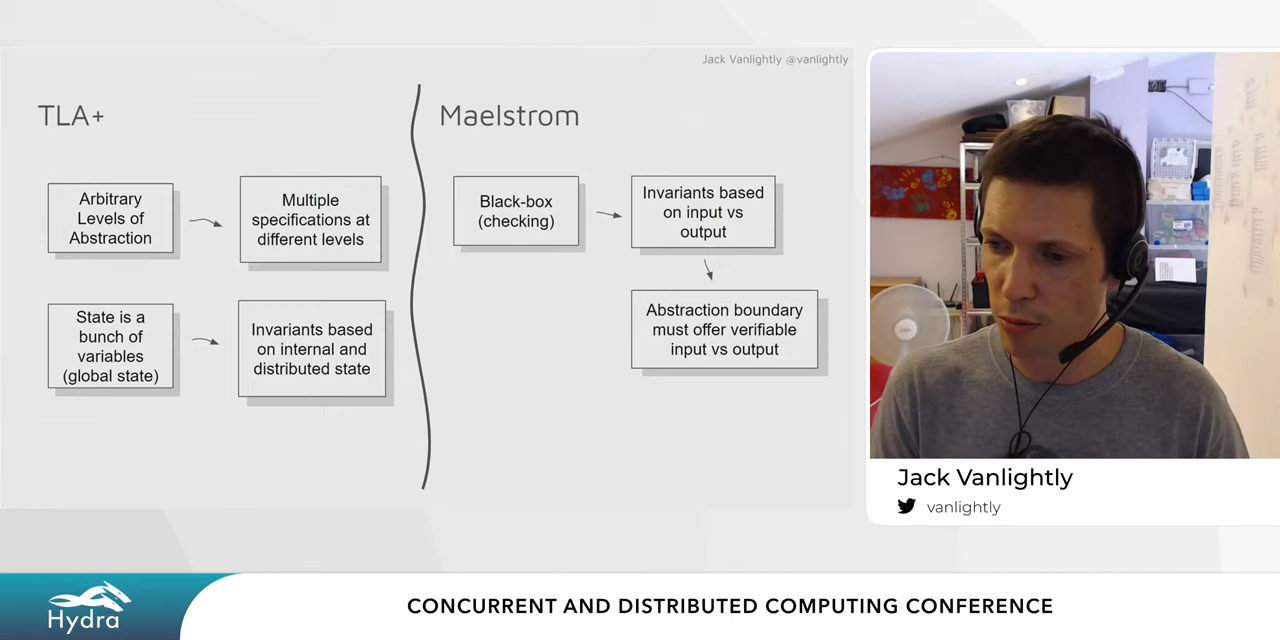 Jack Vanlightly @vanlightly
TLA+
Arbitrary
Levels of
Abstraction
Multiple
specifications at
different levels
State is a
bunch of
variables
(global state)
Invariants based
on internal and
distributed state
Maelstrom
Black-box
(checking)
Invariants based
on input vs
output
Abstraction boundary
must offer verifiable
input vs output
Jack Vanlightly
vanlightly
Hydra
CONCURRENT AND DISTRIBUTED COMPUTING CONFERENCE